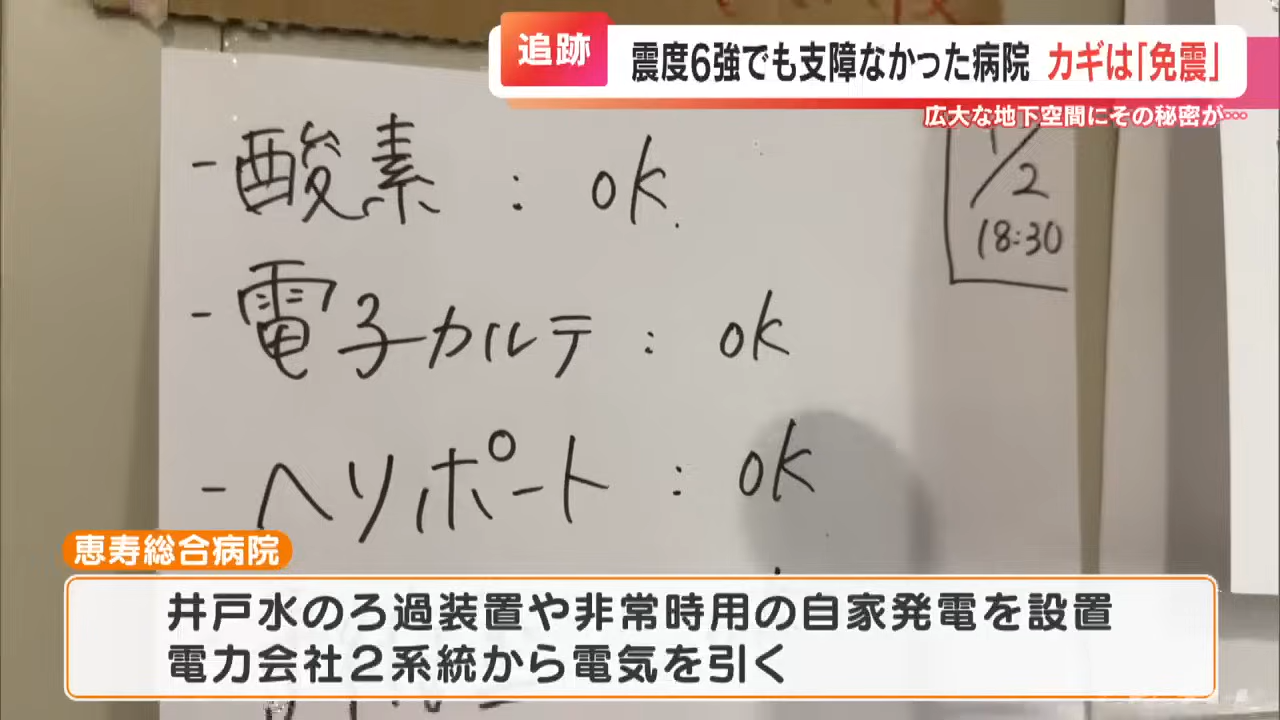 追跡
震度6強でも支障なかった病院 カギは「免震」
広大な地下空間にその秘密が…
1/2
18:30
-酸素:ok.
-電子カルテ:ok
-ヘリポート:ok
恵寿総合病院
井戸水のろ過装置や非常時用の自家発電を設置
電力会社2系統から電気を引く